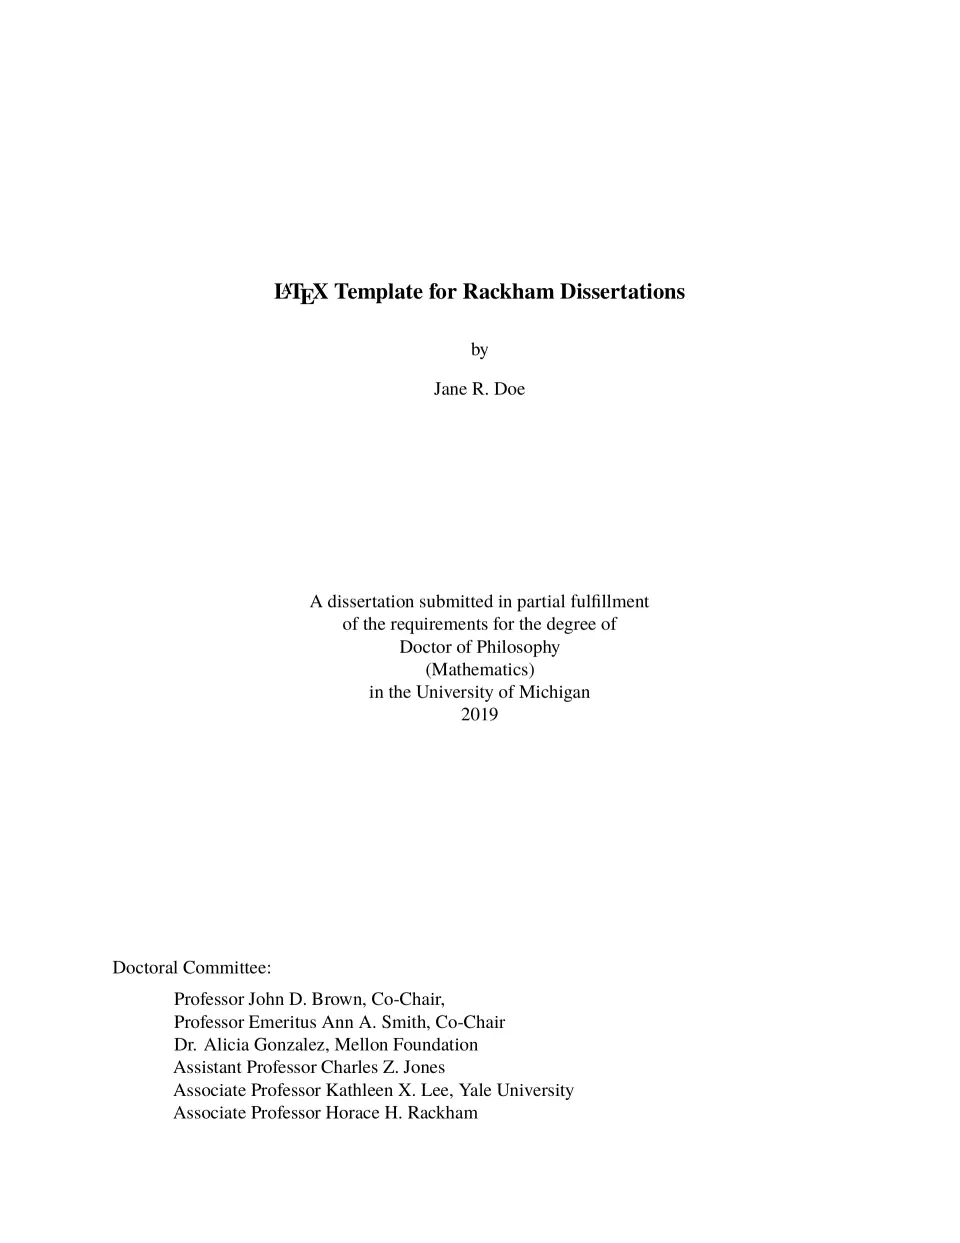 LATEX Template for Rackham Dissertations
by
Jane R. Doe
A dissertation submitted in partial fulfillment
of the requirements for the degree of
Doctor of Philosophy
(Mathematics)
in the University of Michigan
2019
Doctoral Committee:
Professor John D. Brown, Co-Chair,
Professor Emeritus Ann A. Smith, Co-Chair
Dr. Alicia Gonzalez, Mellon Foundation
Assistant Professor Charles Z. Jones
Associate Professor Kathleen X. Lee, Yale University
Associate Professor Horace H. Rackham